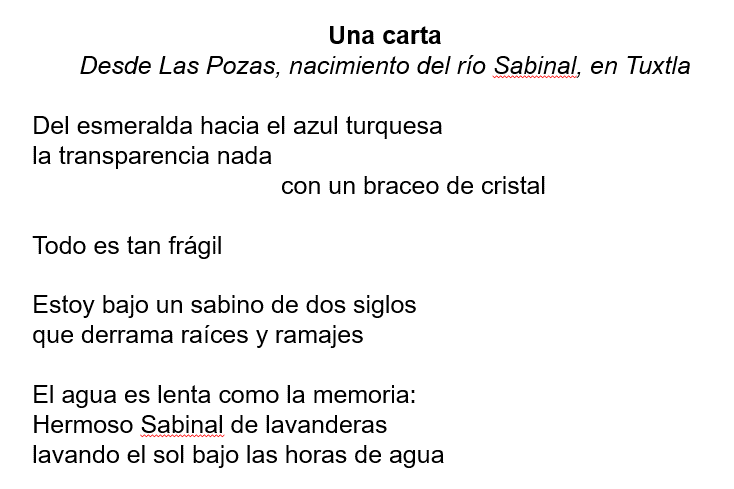 Una carta
Desde Las Pozas, nacimiento del río Sabinal, en Tuxtla
Del esmeralda hacia el azul turquesa
la transparencia nada
con un braceo de cristal
Todo es tan frágil
Estoy bajo un sabino de dos siglos
que derrama raíces y ramajes
El agua es lenta como la memoria:
Hermoso Sabinal de lavanderas
lavando el sol bajo las horas de agua